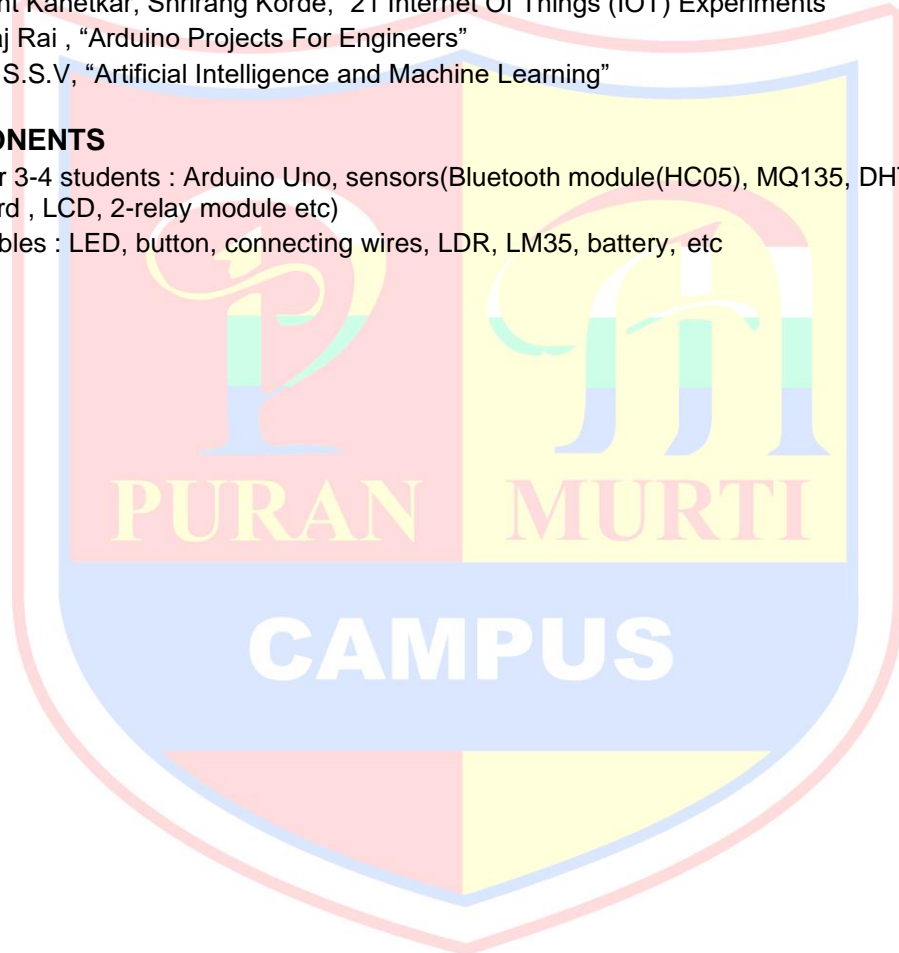 nt Kanetkar, Shrirang Korde, "21 Internet Of Things (IOT) Experiments
aj Rai , “Arduino Projects For Engineers”
S.S.V, “Artificial Intelligence and Machine Learning”
ONENTS
r 3-4 students : Arduino Uno, sensors(Bluetooth module(HC05), MQ135, DHT
rd , LCD, 2-relay module etc)
bles : LED, button, connecting wires, LDR, LM35, battery, etc
PURAN MURTI
CAMPUS